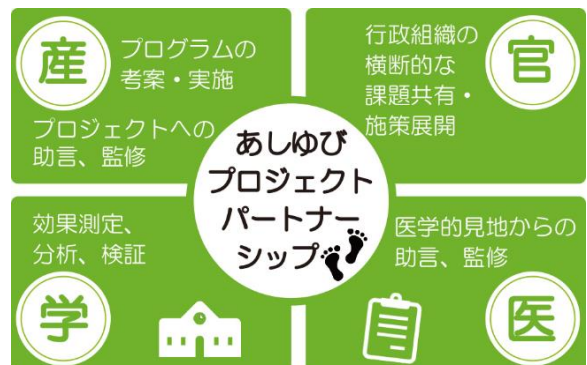 産
プログラムの
考案・実施
プロジェクトへの
助言、監修
行政組織の
横断的な
課題共有・
施策展開
官
あしゆび
プロジェクト
パートナー
シップ
効果測定、
分析、検証
学
医学的見地からの
助言、監修
医